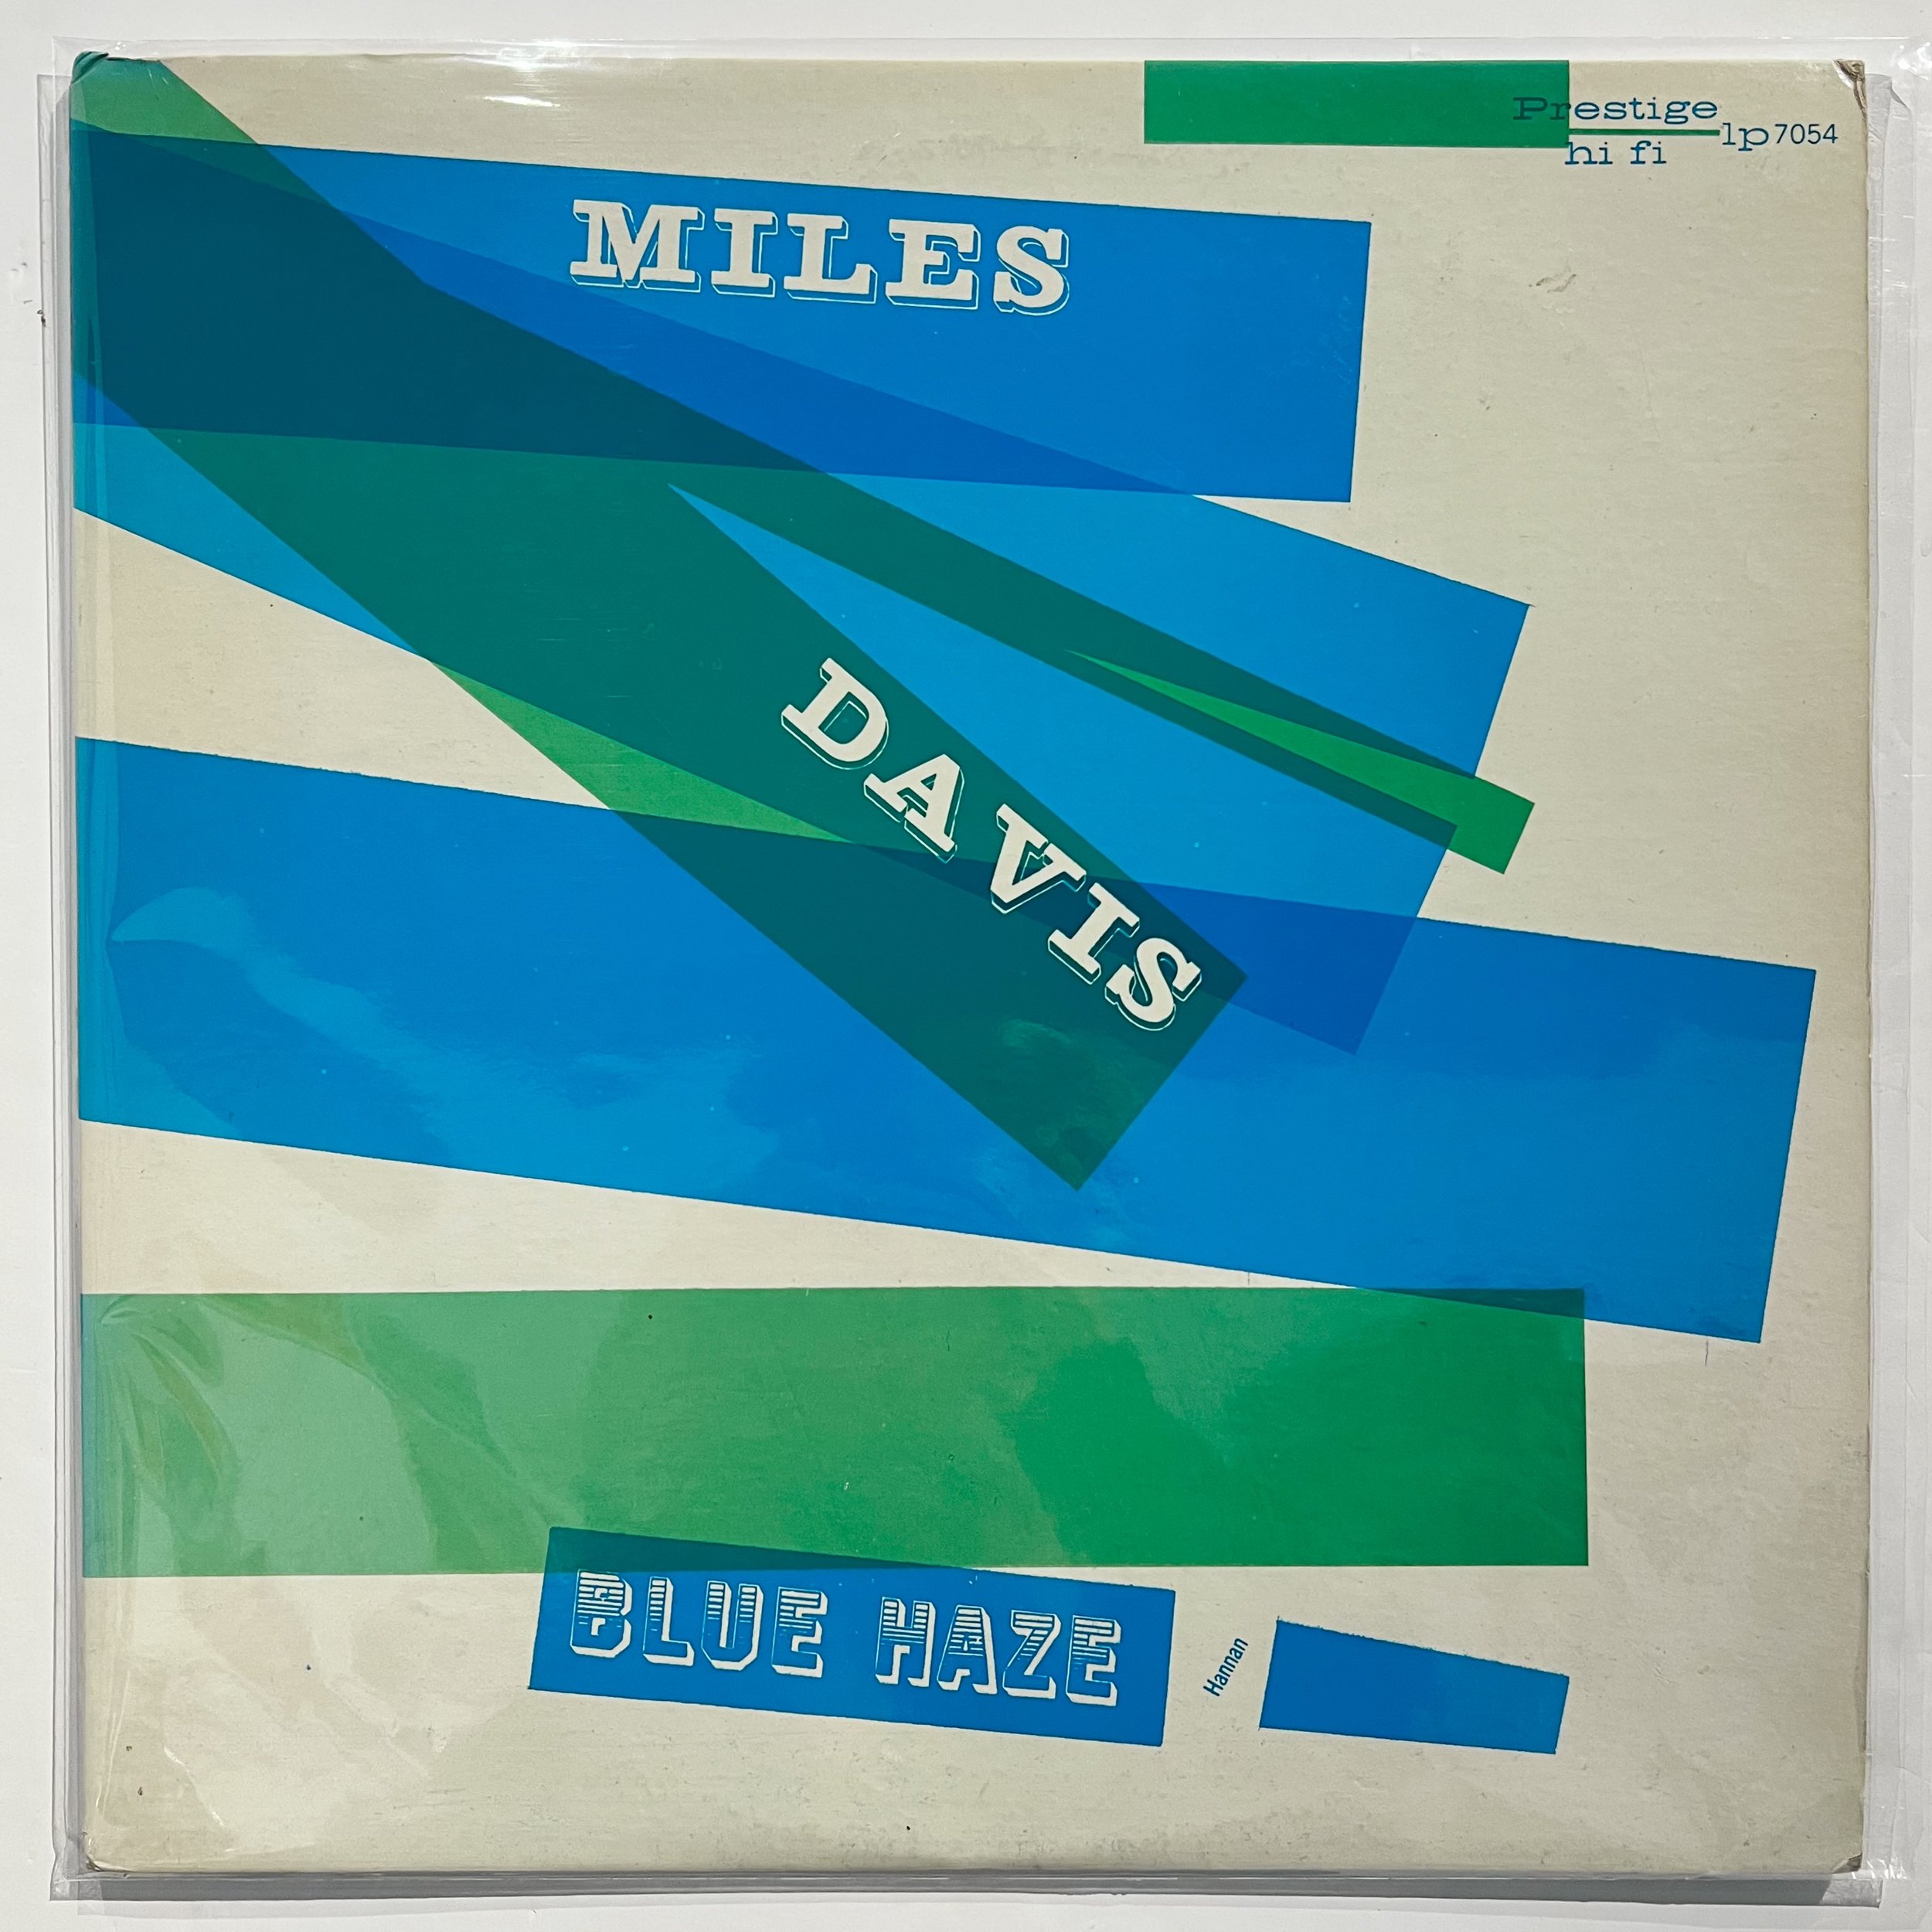 Prestige
hi fi
lp 7054
MILES
DAVIS
BLUE HAZE
Hannan